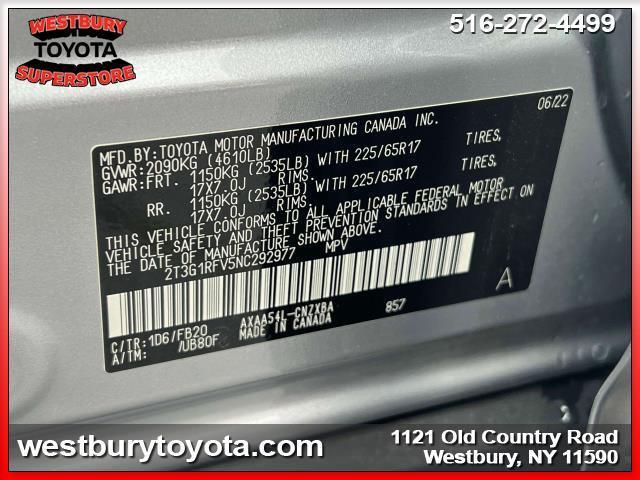 WESTBURY
TOYOTA
SUPERSTORE
516-272-4499
06/22
MFD. BY: TOYOTA MOTOR MANUFACTURING CANADA INC.
GVWR: 2090KG (4610LB)
GAWR: FRT. 1150KG (2535LB) WITH 225/65R17 TIRES,
17X7.0J RIMS.
RR. 1150KG (2535LB) WITH 225/65R17 TIRES,
17X7.0J RIMS.
THIS VEHICLE CONFORMS TO ALL APPLICABLE FEDERAL MOTOR
VEHICLE SAFETY AND THEFT PREVENTION STANDARDS IN EFFECT ON
THE DATE OF MANUFACTURE SHOWN ABOVE.
2T3G1RFV5NC292977 MPV
A
C/TR: 1D6/FB20 AXAA54L-CNZXBA 857
A/TM: /UB80F MADE IN CANADA
westburytoyota.com
1121 Old Country Road
Westbury, NY 11590